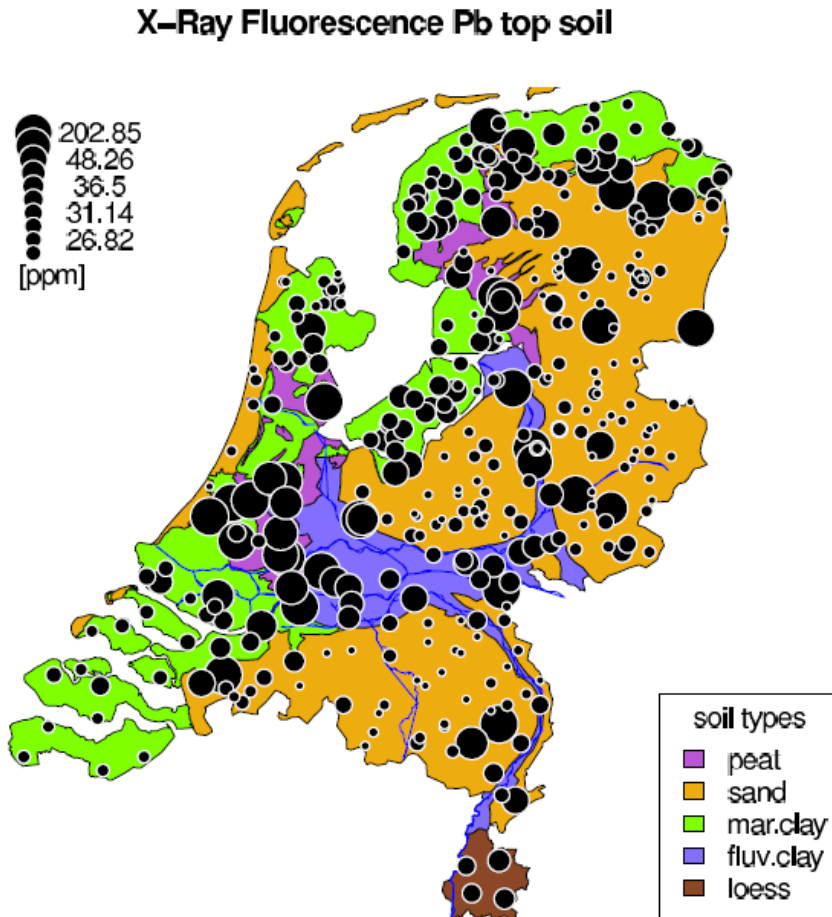 X–Ray Fluorescence Pb top soil
202.85
48.26
36.5
31.14
26.82
[ppm]
soil types
peat
sand
mar.clay
fluv.clay
loess